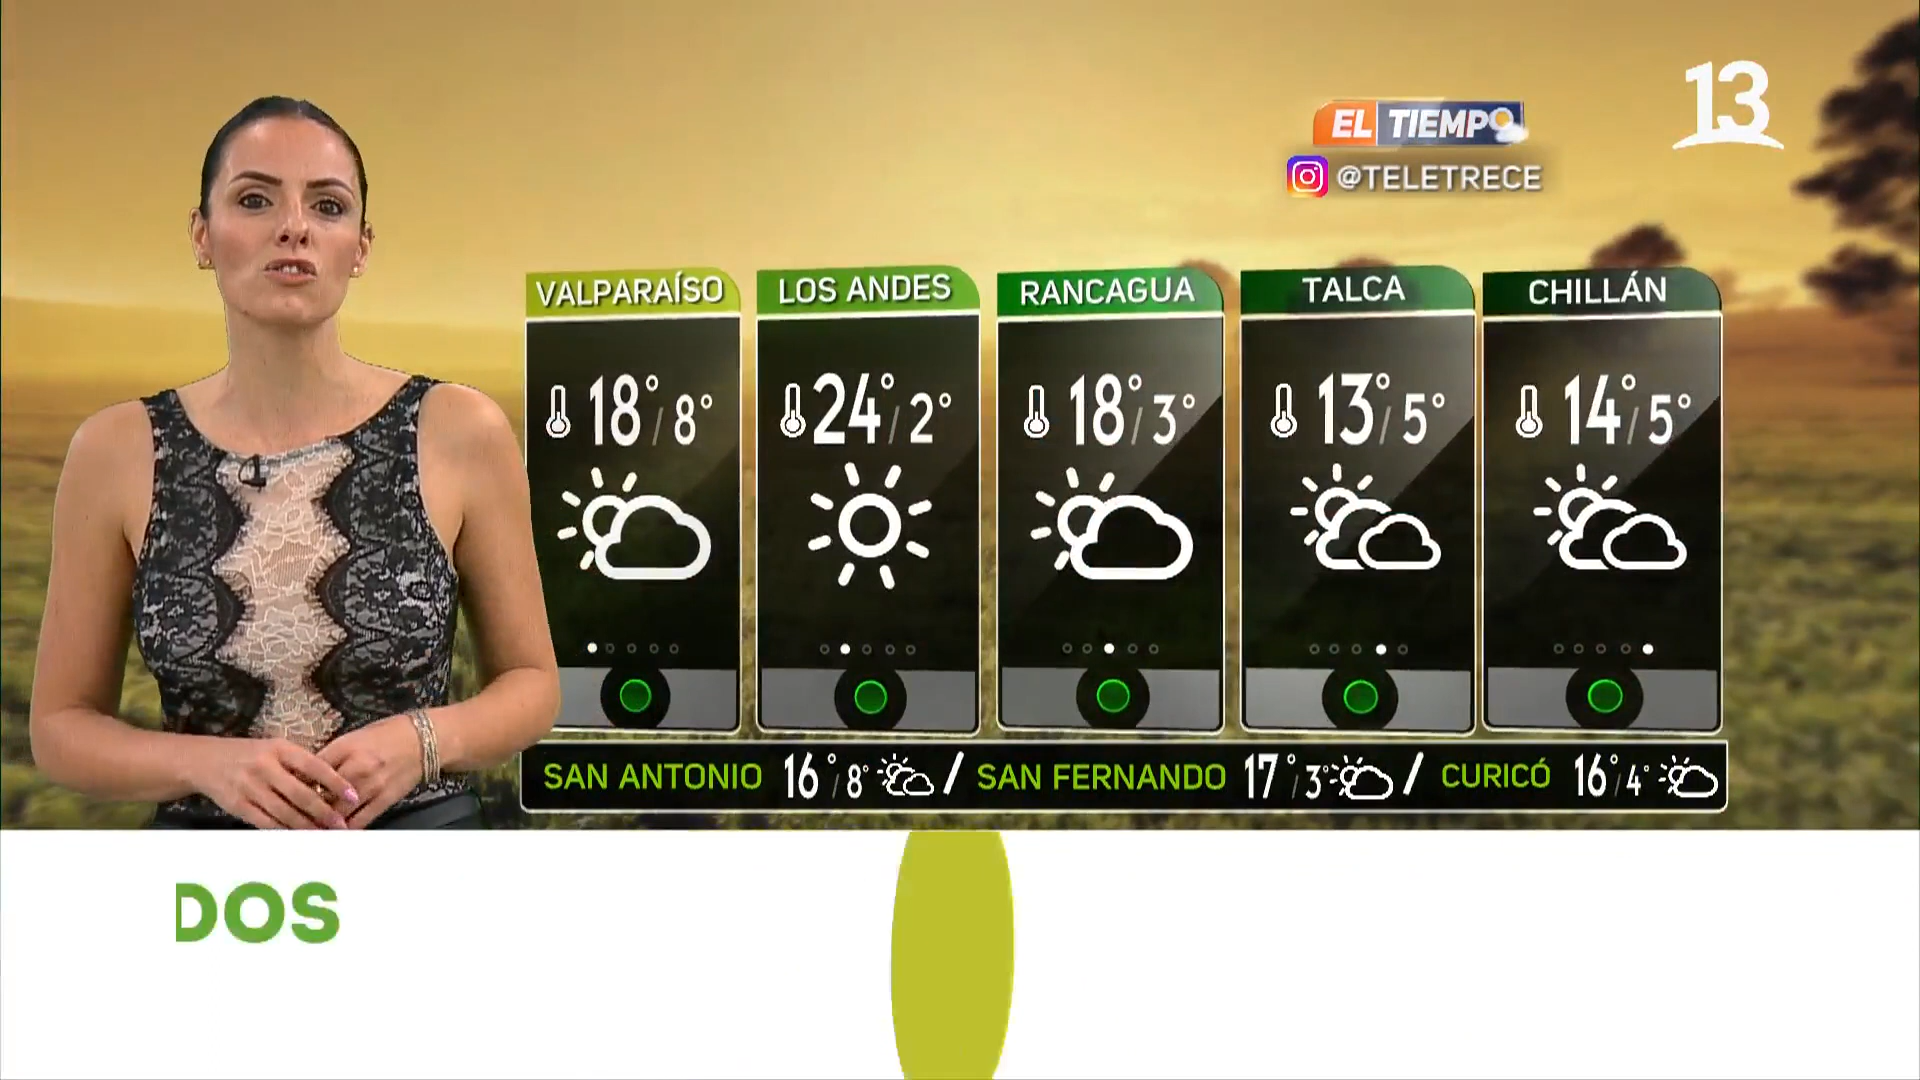 13
EL TIEMPO
@TELETRECE
VALPARAÍSO
18°/8°
LOS ANDES
24°/2°
RANCAGUA
18°/3°
TALCA
13°/5°
CHILLÁN
14°/5°
SAN ANTONIO 16°/8° / SAN FERNANDO 17°/3° / CURICÓ 16°/4°
DOS